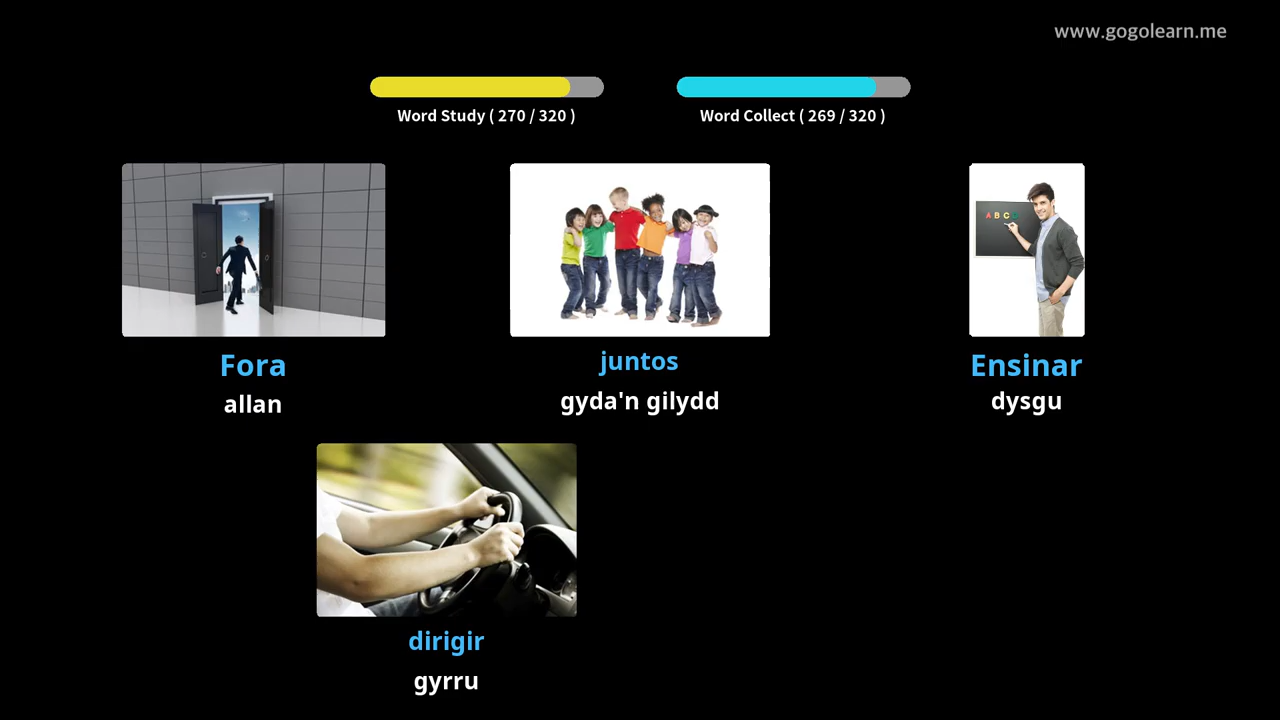 www.gogolearn.me
Word Study ( 270 / 320 )
Word Collect ( 269 / 320 )
A B C D
Fora
allan
juntos
gyda'n gilydd
Ensinar
dysgu
dirigir
gyrru